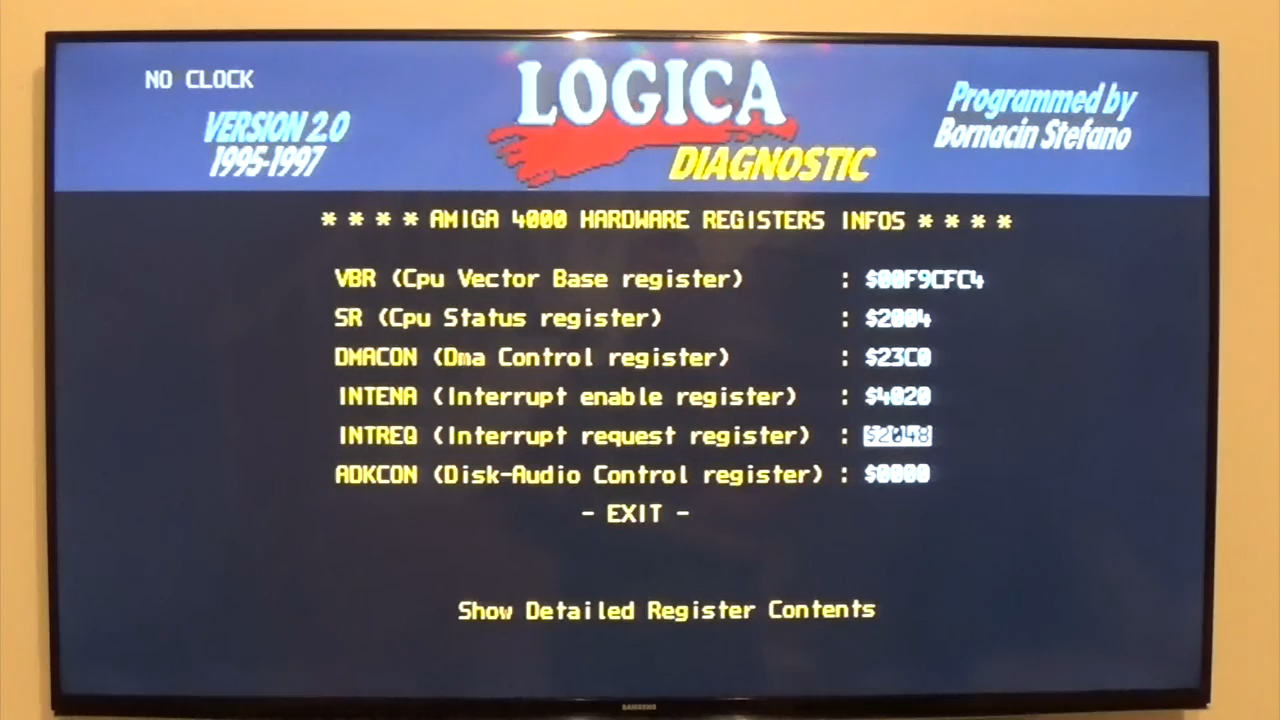 NO CLOCK
VERSION 2.0
1995-1997
LOGICA
DIAGNOSTIC
Programmed by
Bornacin Stefano
* * * * AMIGA 4000 HARDWARE REGISTERS INFOS * * * *
VBR (Cpu Vector Base register) : $00F9CFC4
SR (Cpu Status register) : $2004
DMACON (Dma Control register) : $23C0
INTENA (Interrupt enable register) : $4020
INTREQ (Interrupt request register) : $2048
ADKCON (Disk-Audio Control register) : $0000
- EXIT -
Show Detailed Register Contents
SAMSUNG